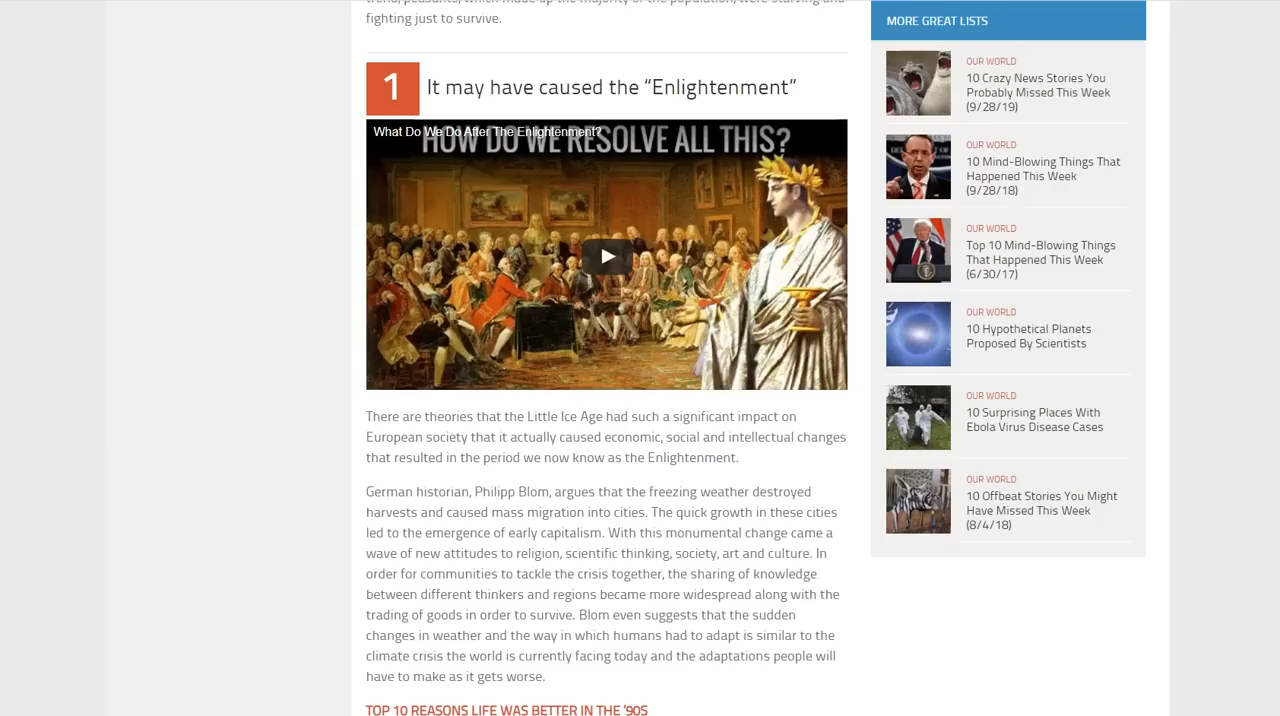 trend, peasants, which made up the majority of the population, were starving and
fighting just to survive.
1
It may have caused the “Enlightenment”
What Do We Do After The Enlightenment?
HOW DO WE RESOLVE ALL THIS?
There are theories that the Little Ice Age had such a significant impact on
European society that it actually caused economic, social and intellectual changes
that resulted in the period we now know as the Enlightenment.
German historian, Philipp Blom, argues that the freezing weather destroyed
harvests and caused mass migration into cities. The quick growth in these cities
led to the emergence of early capitalism. With this monumental change came a
wave of new attitudes to religion, scientific thinking, society, art and culture. In
order for communities to tackle the crisis together, the sharing of knowledge
between different thinkers and regions became more widespread along with the
trading of goods in order to survive. Blom even suggests that the sudden
changes in weather and the way in which humans had to adapt is similar to the
climate crisis the world is currently facing today and the adaptations people will
have to make as it gets worse.
TOP 10 REASONS LIFE WAS BETTER IN THE ‘90S
MORE GREAT LISTS
OUR WORLD
10 Crazy News Stories You
Probably Missed This Week
(9/28/19)
OUR WORLD
10 Mind-Blowing Things That
Happened This Week
(9/28/18)
OUR WORLD
Top 10 Mind-Blowing Things
That Happened This Week
(6/30/17)
OUR WORLD
10 Hypothetical Planets
Proposed By Scientists
OUR WORLD
10 Surprising Places With
Ebola Virus Disease Cases
OUR WORLD
10 Offbeat Stories You Might
Have Missed This Week
(8/4/18)